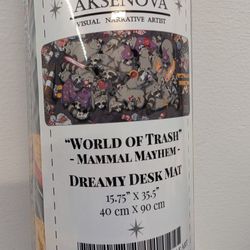 AKSENOVA
VISUAL NARRATIVE ARTIST
"WORLD OF TRASH"
- MAMMAL MAYHEM -
DREAMY DESK MAT
15.75" X 35.5"
40 CM X 90 CM